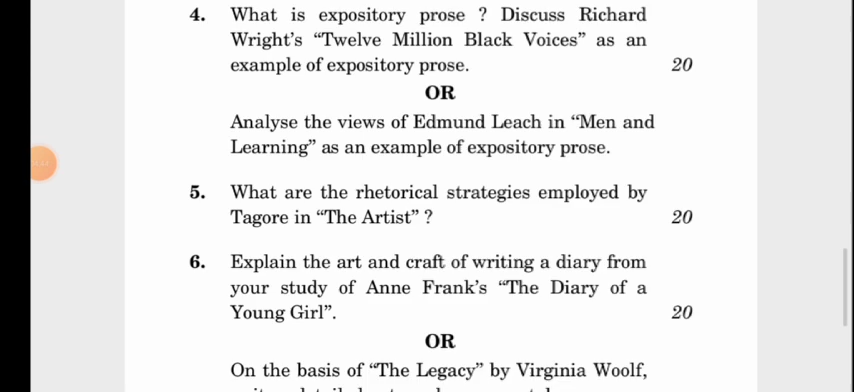 4. What is expository prose ? Discuss Richard
Wright's "Twelve Million Black Voices" as an
example of expository prose. 20
OR
Analyse the views of Edmund Leach in "Men and
Learning" as an example of expository prose.
5. What are the rhetorical strategies employed by
Tagore in "The Artist" ? 20
6. Explain the art and craft of writing a diary from
your study of Anne Frank's "The Diary of a
Young Girl". 20
OR
On the basis of "The Legacy" by Virginia Woolf,